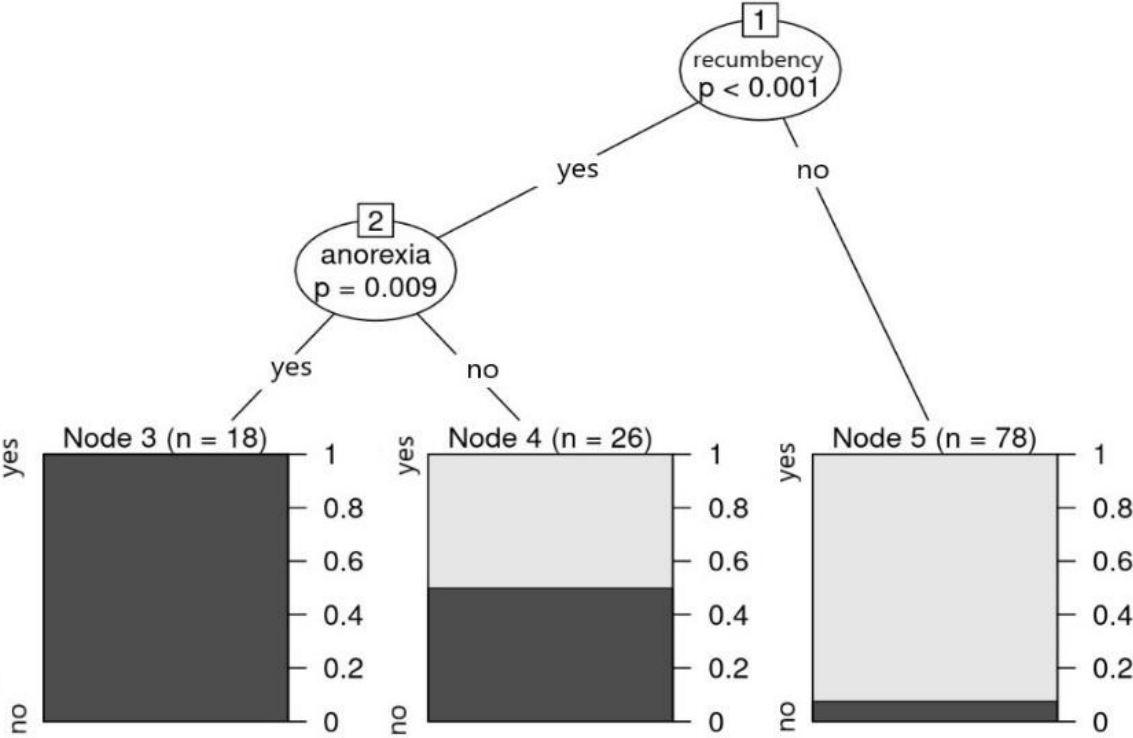 1
recumbency
p < 0.001
yes
no
2
anorexia
p = 0.009
yes
no
Node 3 (n = 18)
yes
no
1
0.8
0.6
0.4
0.2
0
Node 4 (n = 26)
yes
no
1
0.8
0.6
0.4
0.2
0
Node 5 (n = 78)
yes
no
1
0.8
0.6
0.4
0.2
0